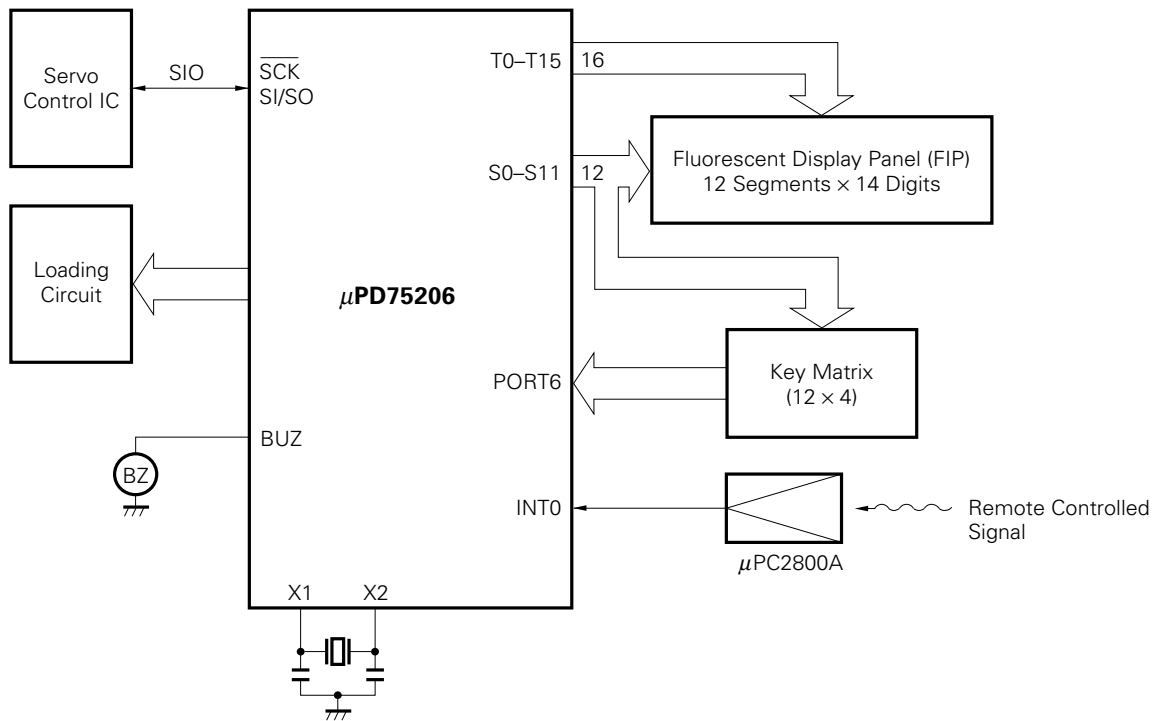 Servo
Control IC
SIO
SCK
SI/SO
T0–T15
16
S0–S11
12
Fluorescent Display Panel (FIP)
12 Segments × 14 Digits
Loading
Circuit
μPD75206
PORT6
Key Matrix
(12 × 4)
BUZ
BZ
INT0
Remote Controlled
Signal
μPC2800A
X1
X2